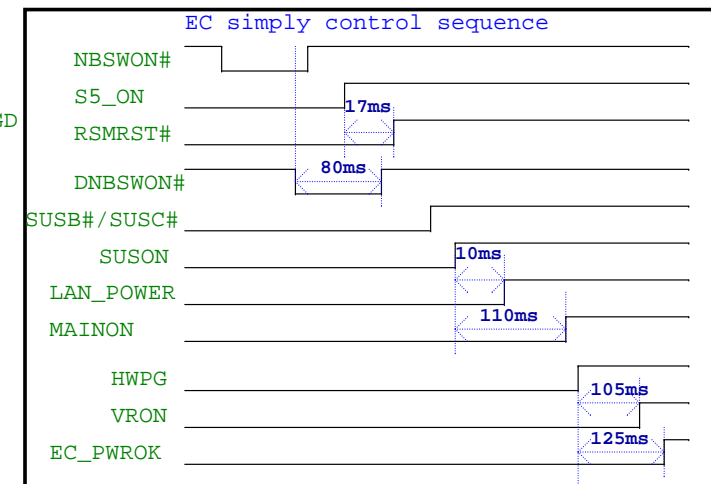 EC simply control sequence
NBSWON#
S5_ON
GD
17ms
RSMRST#
80ms
DNBSWON#
SUSB#/SUSC#
SUSON
10ms
LAN_POWER
110ms
MAINON
HWPG
105ms
VRON
125ms
EC_PWROK